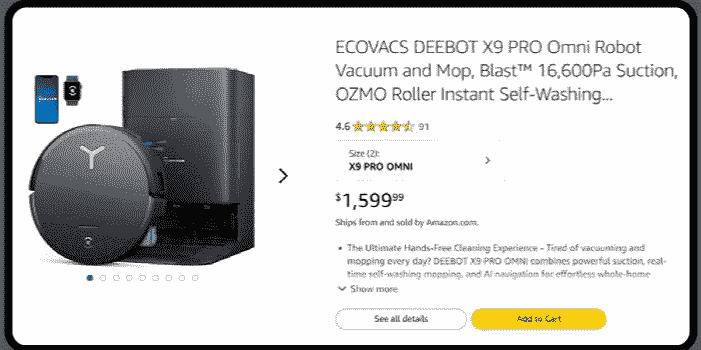 ECOVACS DEEBOT X9 PRO Omni Robot
Vacuum and Mop, Blast™ 16,600Pa Suction,
OZMO Roller Instant Self-Washing...
4.6 91
Size (2):
X9 PRO OMNI
$1,599⁹⁹
Ships from and sold by Amazon.com.
• The Ultimate Hands-Free Cleaning Experience - Tired of vacuuming and
mopping every day? DEEBOT X9 PRO OMNI combines powerful suction, real-
time self-washing mopping, and AI navigation for effortless whole-home
Show more
See all details
Add to Cart